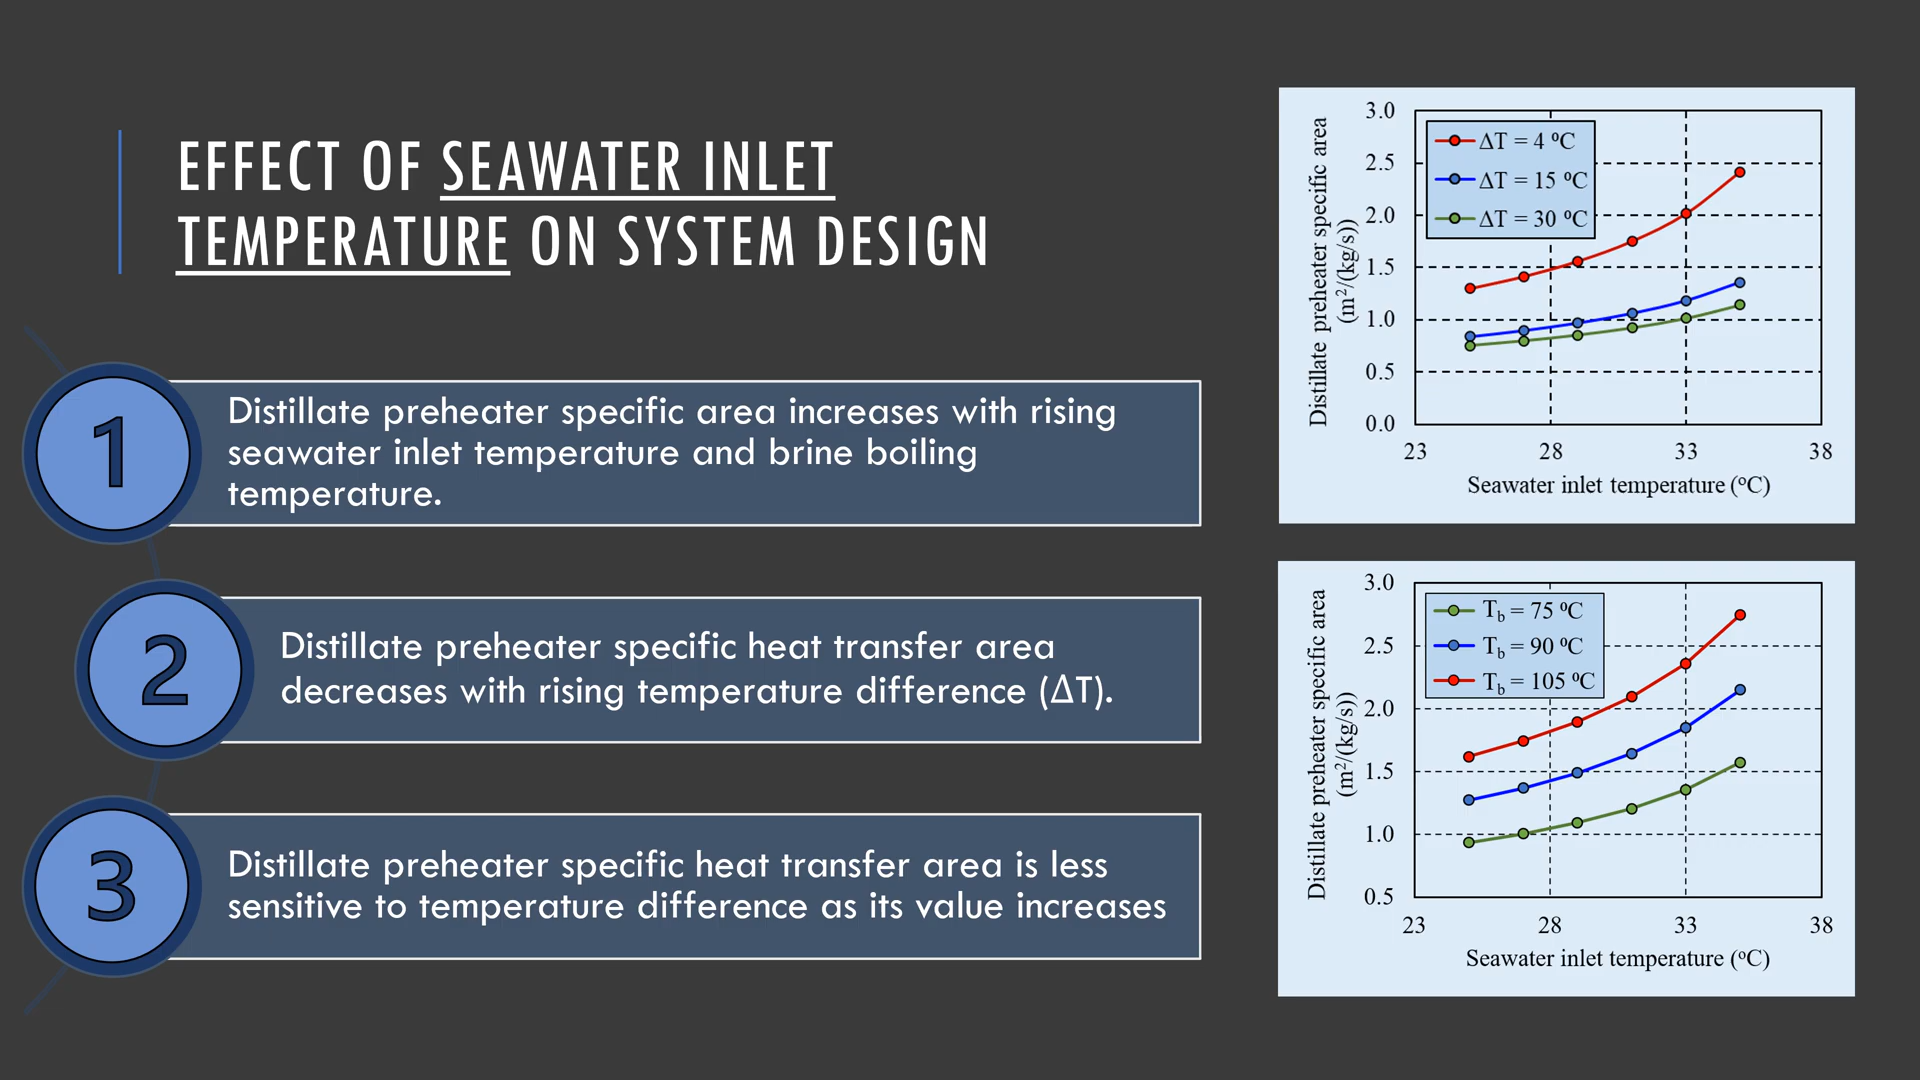 EFFECT OF SEAWATER INLET
TEMPERATURE ON SYSTEM DESIGN
1
Distillate preheater specific area increases with rising
seawater inlet temperature and brine boiling
temperature.
2
Distillate preheater specific heat transfer area
decreases with rising temperature difference (ΔT).
3
Distillate preheater specific heat transfer area is less
sensitive to temperature difference as its value increases
Distillate preheater specific area
(m²/(kg/s))
3.0
2.5
2.0
1.5
1.0
0.5
0.0
ΔT = 4 ⁰C
ΔT = 15 ⁰C
ΔT = 30 ⁰C
23 28 33 38
Seawater inlet temperature (ºC)
Distillate preheater specific area
(m²/(kg/s))
3.0
2.5
2.0
1.5
1.0
0.5
T_b = 75 ⁰C
T_b = 90 ⁰C
T_b = 105 ⁰C
23 28 33 38
Seawater inlet temperature (ºC)